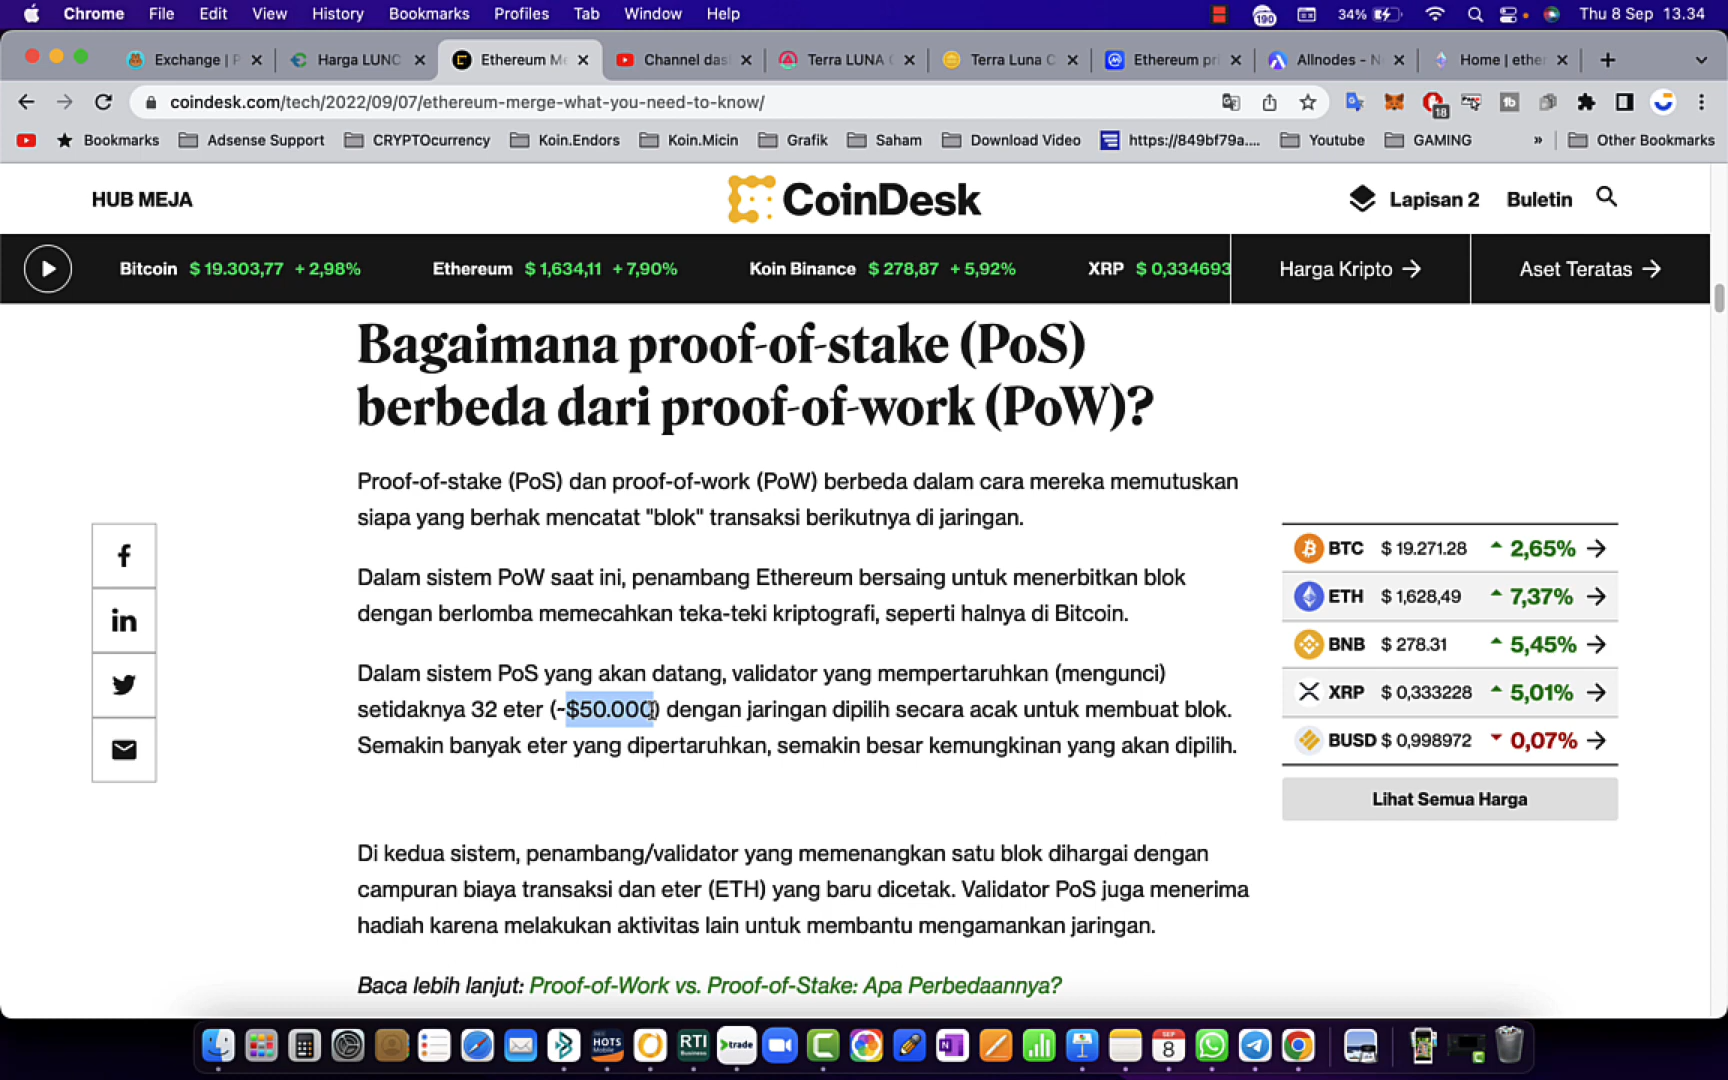 Chrome File Edit View History Bookmarks Profiles Tab Window Help 190 34% Thu 8 Sep 13.34
Exchange | P Harga LUNC Ethereum Me Channel das Terra LUNA C Terra Luna C Ethereum pri Allnodes - N Home | ether
coindesk.com/tech/2022/09/07/ethereum-merge-what-you-need-to-know/ 18
Bookmarks Adsense Support CRYPTOcurrency Koin.Endors Koin.Micin Grafik Saham Download Video https://849bf79a.... Youtube GAMING » Other Bookmarks
HUB MEJA CoinDesk Lapisan 2 Buletin
Bitcoin $ 19.303,77 + 2,98% Ethereum $ 1,634,11 + 7,90% Koin Binance $ 278,87 + 5,92% XRP $ 0,334693 Harga Kripto → Aset Teratas →
Bagaimana proof-of-stake (PoS)
berbeda dari proof-of-work (PoW)?
Proof-of-stake (PoS) dan proof-of-work (PoW) berbeda dalam cara mereka memutuskan
siapa yang berhak mencatat "blok" transaksi berikutnya di jaringan.
Dalam sistem PoW saat ini, penambang Ethereum bersaing untuk menerbitkan blok
dengan berlomba memecahkan teka-teki kriptografi, seperti halnya di Bitcoin.
Dalam sistem PoS yang akan datang, validator yang mempertaruhkan (mengunci)
setidaknya 32 eter (~$50.000) dengan jaringan dipilih secara acak untuk membuat blok.
Semakin banyak eter yang dipertaruhkan, semakin besar kemungkinan yang akan dipilih.
Di kedua sistem, penambang/validator yang memenangkan satu blok dihargai dengan
campuran biaya transaksi dan eter (ETH) yang baru dicetak. Validator PoS juga menerima
hadiah karena melakukan aktivitas lain untuk membantu mengamankan jaringan.
Baca lebih lanjut: Proof-of-Work vs. Proof-of-Stake: Apa Perbedaannya?
BTC $ 19.271.28 2,65% →
ETH $ 1,628,49 7,37% →
BNB $ 278.31 5,45% →
XRP $ 0,333228 5,01% →
BUSD $ 0,998972 0,07% →
Lihat Semua Harga
HOTS Mobile RTI Business trade SEP 8